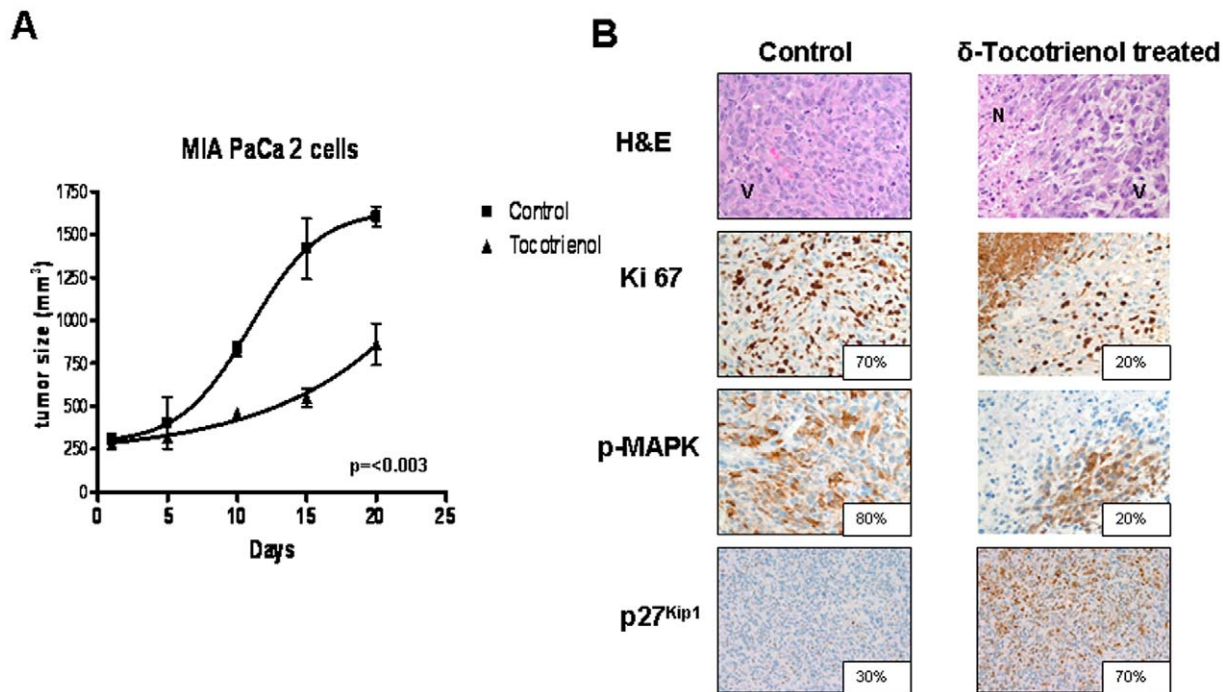 A
MIA PaCa 2 cells
tumor size (mm³)
1750
1500
1250
1000
750
500
250
0
0 5 10 15 20 25
Days
Control
Tocotrienol
p=<0.003
B
Control δ-Tocotrienol treated
H&E
V
N
V
Ki 67
70%
20%
p-MAPK
80%
20%
p27Kip1
30%
70%